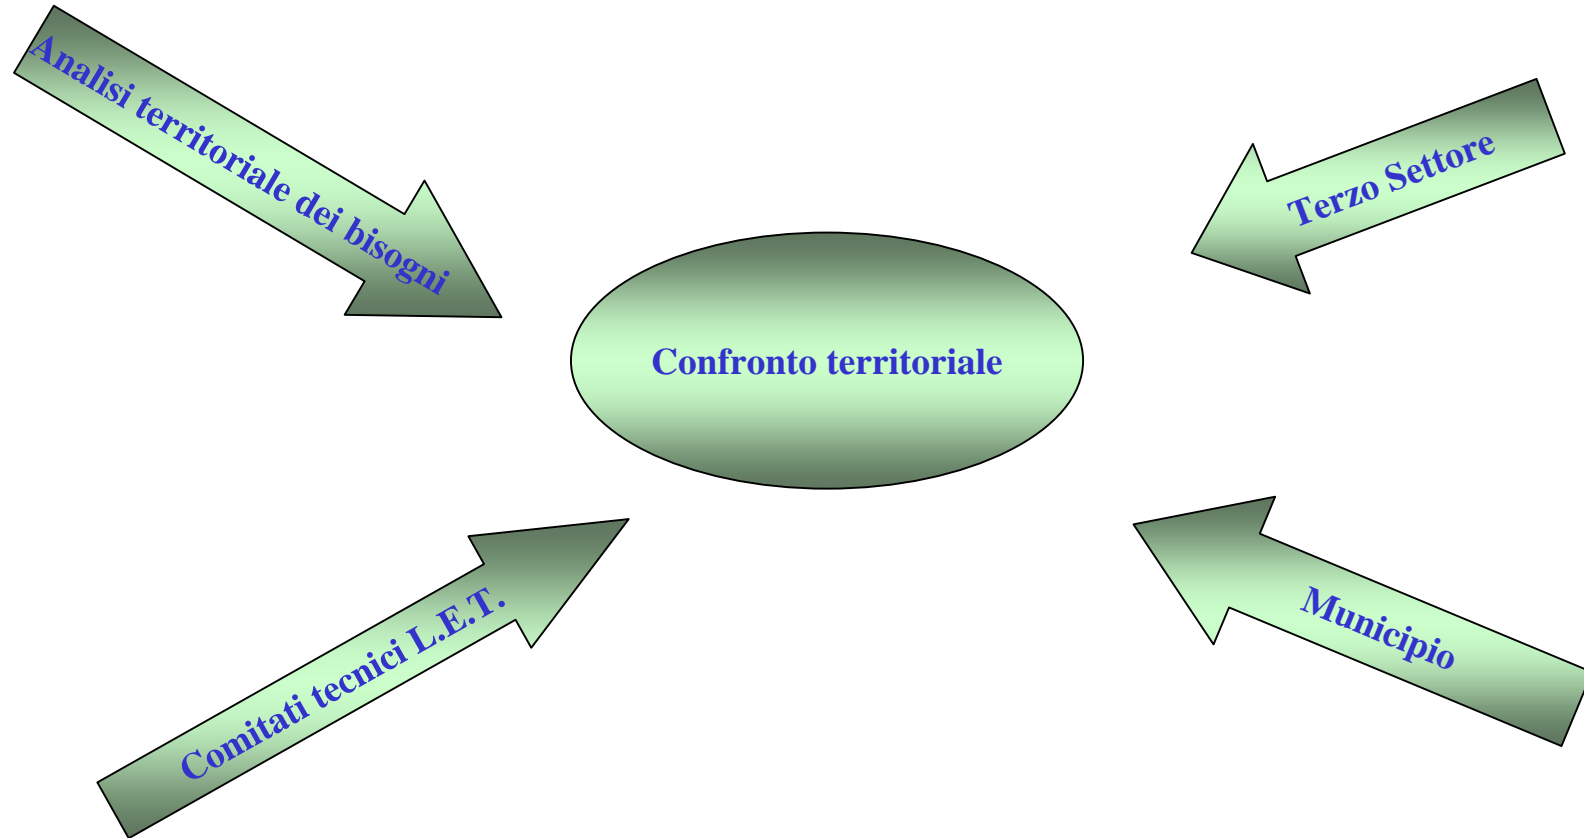 Analisi territoriale dei bisogni
Terzo Settore
Confronto territoriale
Comitati tecnici L.E.T.
Municipio